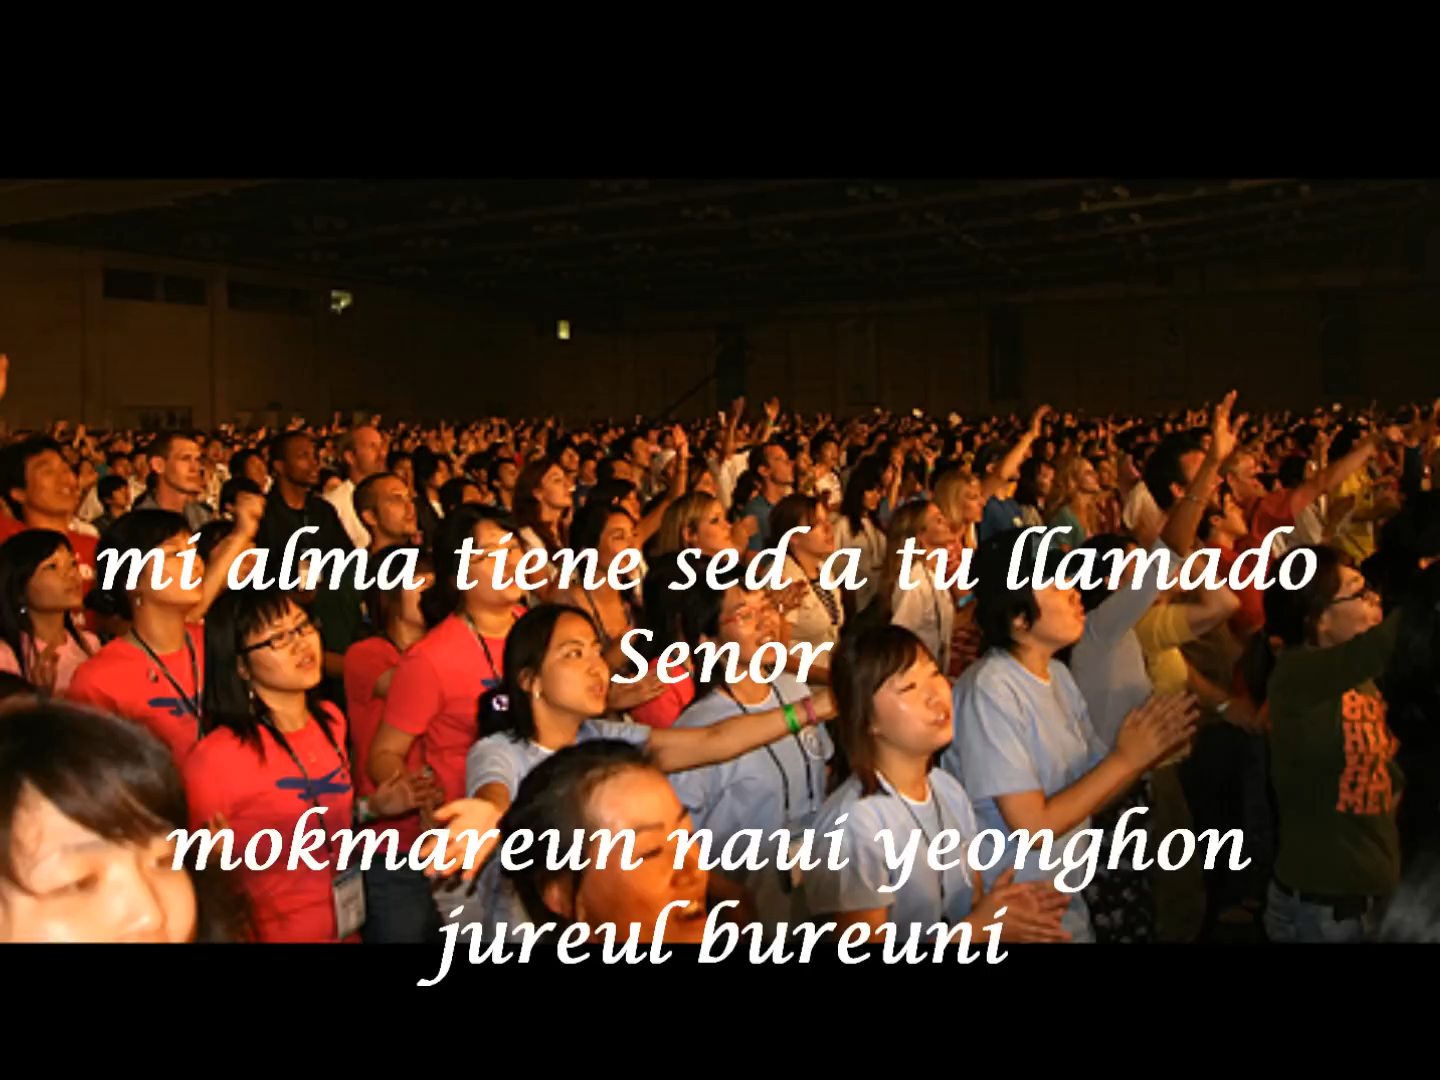 mi alma tiene sed a tu llamado
Senor
mokmareun naui yeonghon
jureul bureuni